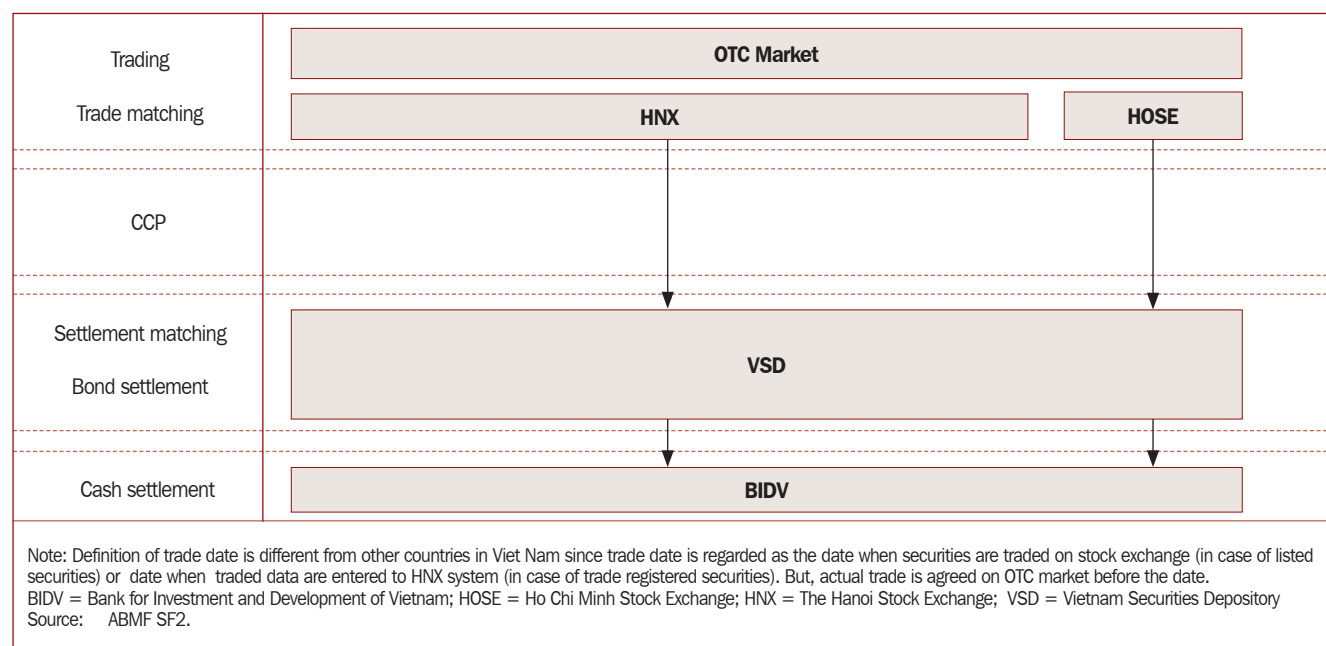 Trading
OTC Market
Trade matching
HNX
HOSE
CCP
Settlement matching
VSD
Bond settlement
Cash settlement
BIDV
Note: Definition of trade date is different from other countries in Viet Nam since trade date is regarded as the date when securities are traded on stock exchange (in case of listed
securities) or date when traded data are entered to HNX system (in case of trade registered securities). But, actual trade is agreed on OTC market before the date.
BIDV = Bank for Investment and Development of Vietnam; HOSE = Ho Chi Minh Stock Exchange; HNX = The Hanoi Stock Exchange; VSD = Vietnam Securities Depository
Source: ABMF SF2.